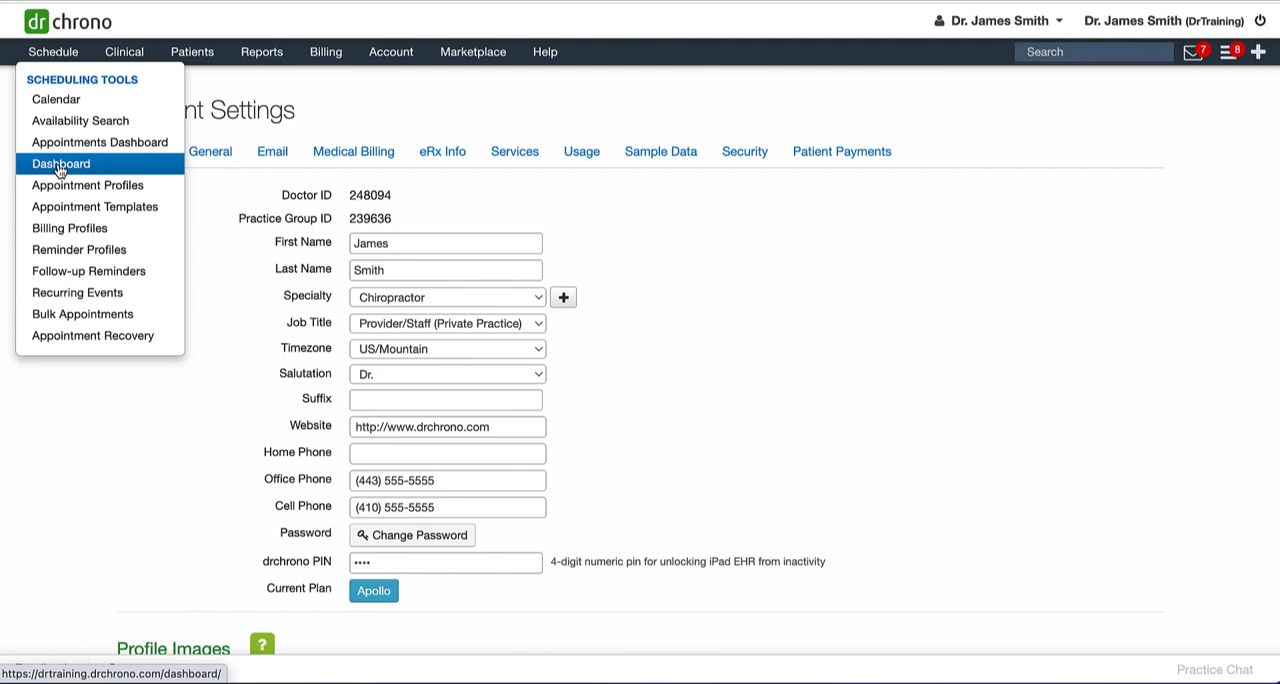 dr chrono
Dr. James Smith
Dr. James Smith (DrTraining)
Schedule Clinical Patients Reports Billing Account Marketplace Help
Search
7
8
SCHEDULING TOOLS
Calendar
Availability Search
Appointments Dashboard
Dashboard
Appointment Profiles
Appointment Templates
Billing Profiles
Reminder Profiles
Follow-up Reminders
Recurring Events
Bulk Appointments
Appointment Recovery
nt Settings
General Email Medical Billing eRx Info Services Usage Sample Data Security Patient Payments
Doctor ID 248094
Practice Group ID 239636
First Name James
Last Name Smith
Specialty Chiropractor
Job Title Provider/Staff (Private Practice)
Timezone US/Mountain
Salutation Dr.
Suffix
Website http://www.drchrono.com
Home Phone
Office Phone (443) 555-5555
Cell Phone (410) 555-5555
Password Change Password
drchrono PIN •••• 4-digit numeric pin for unlocking iPad EHR from inactivity
Current Plan Apollo
Profile Images ?
https://drtraining.drchrono.com/dashboard/
Practice Chat